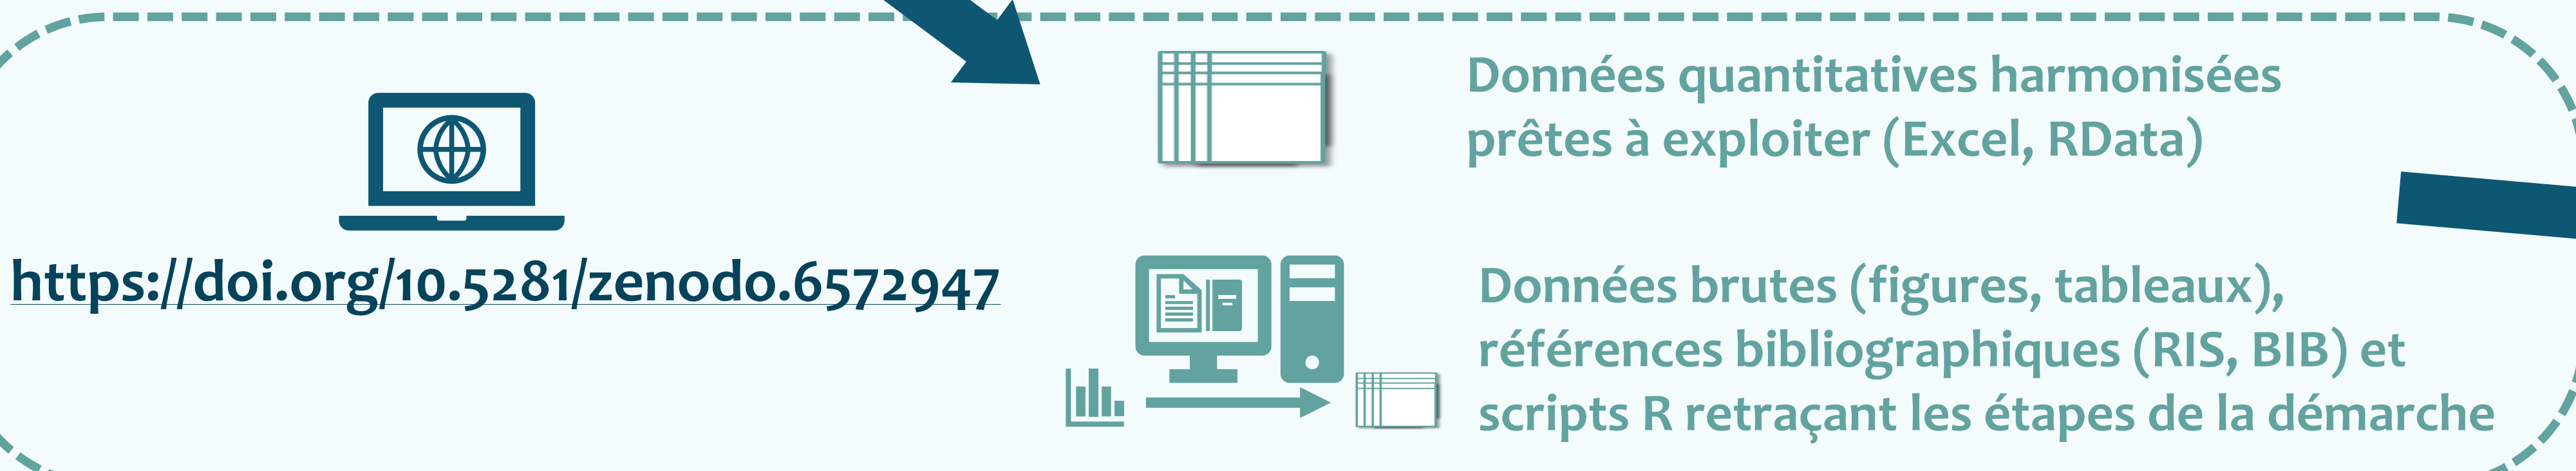 https://doi.org/10.5281/zenodo.6572947
Données quantitatives harmonisées
prêtes à exploiter (Excel, RData)
Données brutes (figures, tableaux),
références bibliographiques (RIS, BIB) et
scripts R retraçant les étapes de la démarche